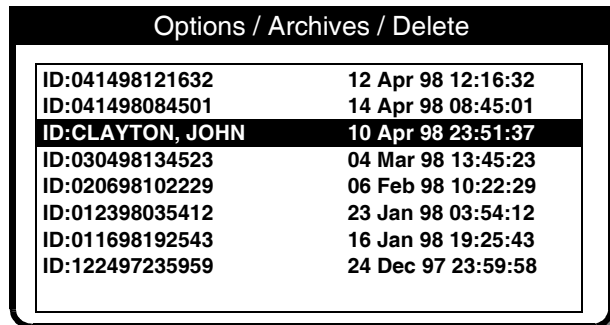 Options / Archives / Delete
ID:041498121632 12 Apr 98 12:16:32
ID:041498084501 14 Apr 98 08:45:01
ID:CLAYTON, JOHN 10 Apr 98 23:51:37
ID:030498134523 04 Mar 98 13:45:23
ID:020698102229 06 Feb 98 10:22:29
ID:012398035412 23 Jan 98 03:54:12
ID:011698192543 16 Jan 98 19:25:43
ID:122497235959 24 Dec 97 23:59:58